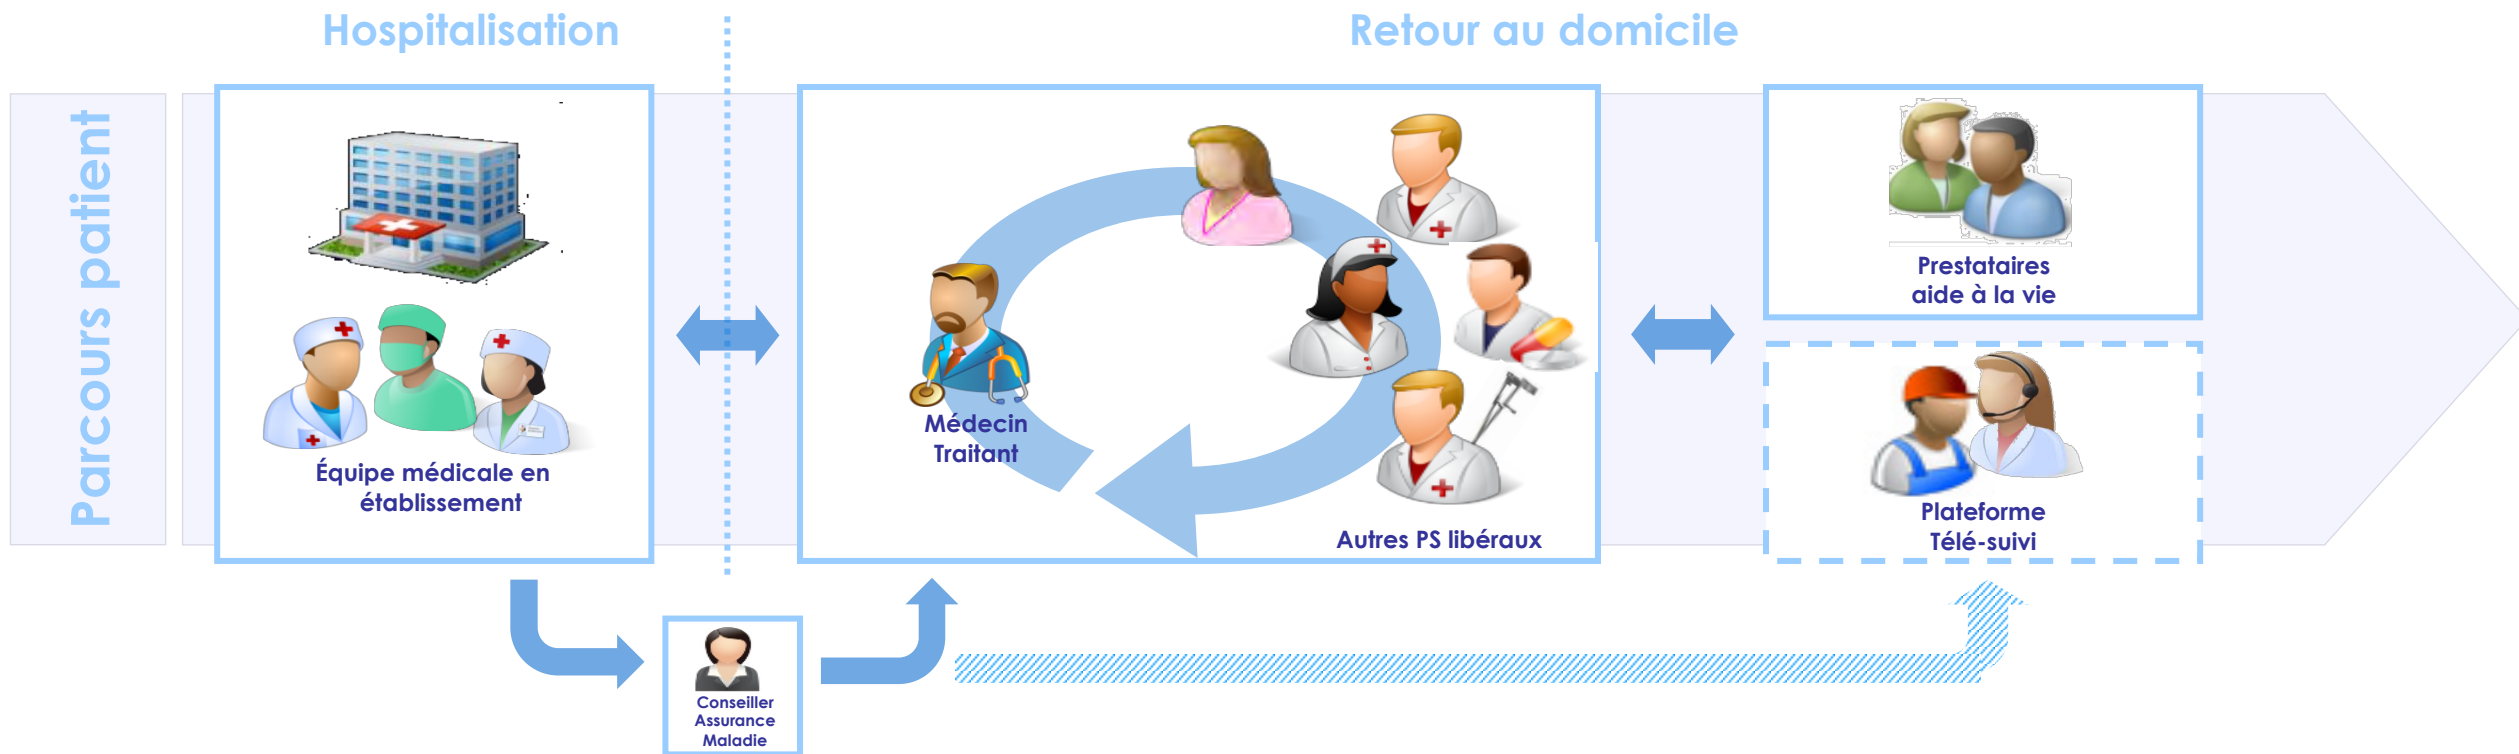 Hospitalisation
Retour au domicile
Parcours patient
Équipe médicale en
établissement
Médecin
Traitant
Autres PS libéraux
Prestataires
aide à la vie
Plateforme
Télé-suivi
Conseiller
Assurance
Maladie